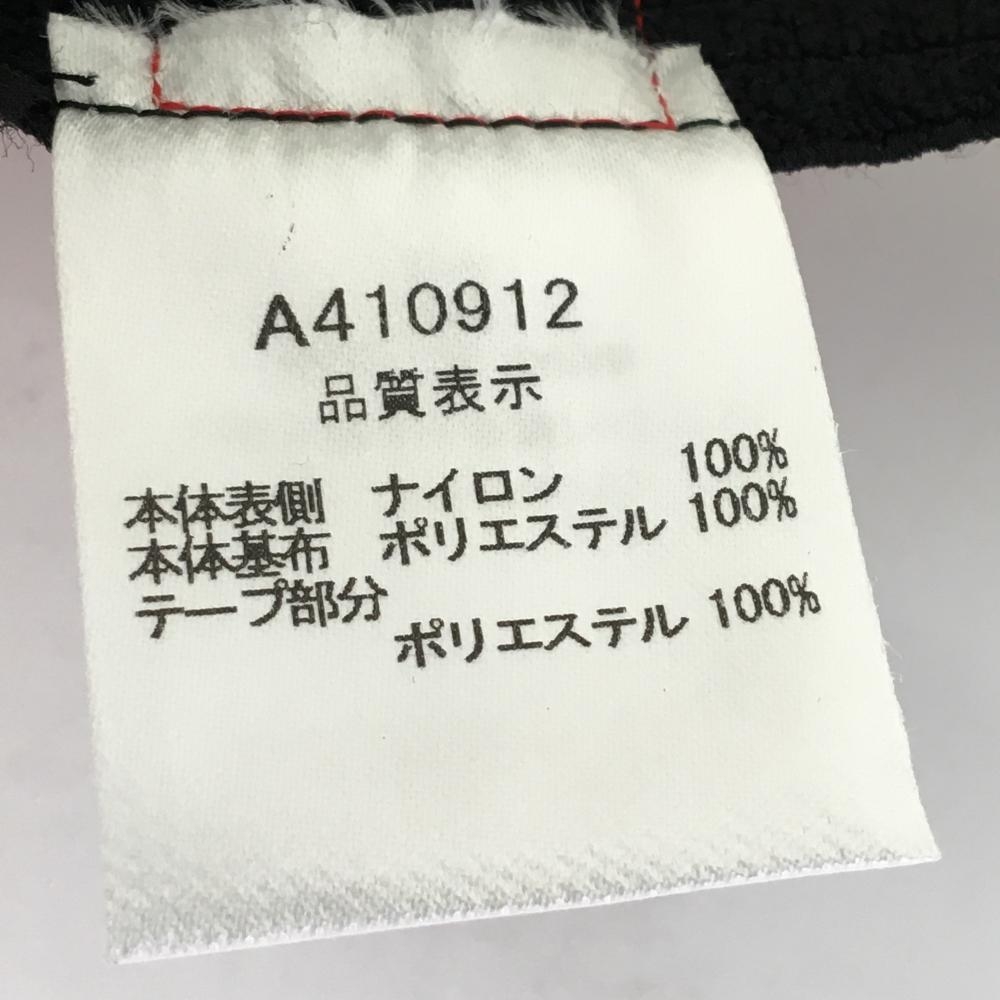 A410912
品質表示
本体表側 ナイロン 100%
本体基布 ポリエステル 100%
テープ部分
ポリエステル 100%